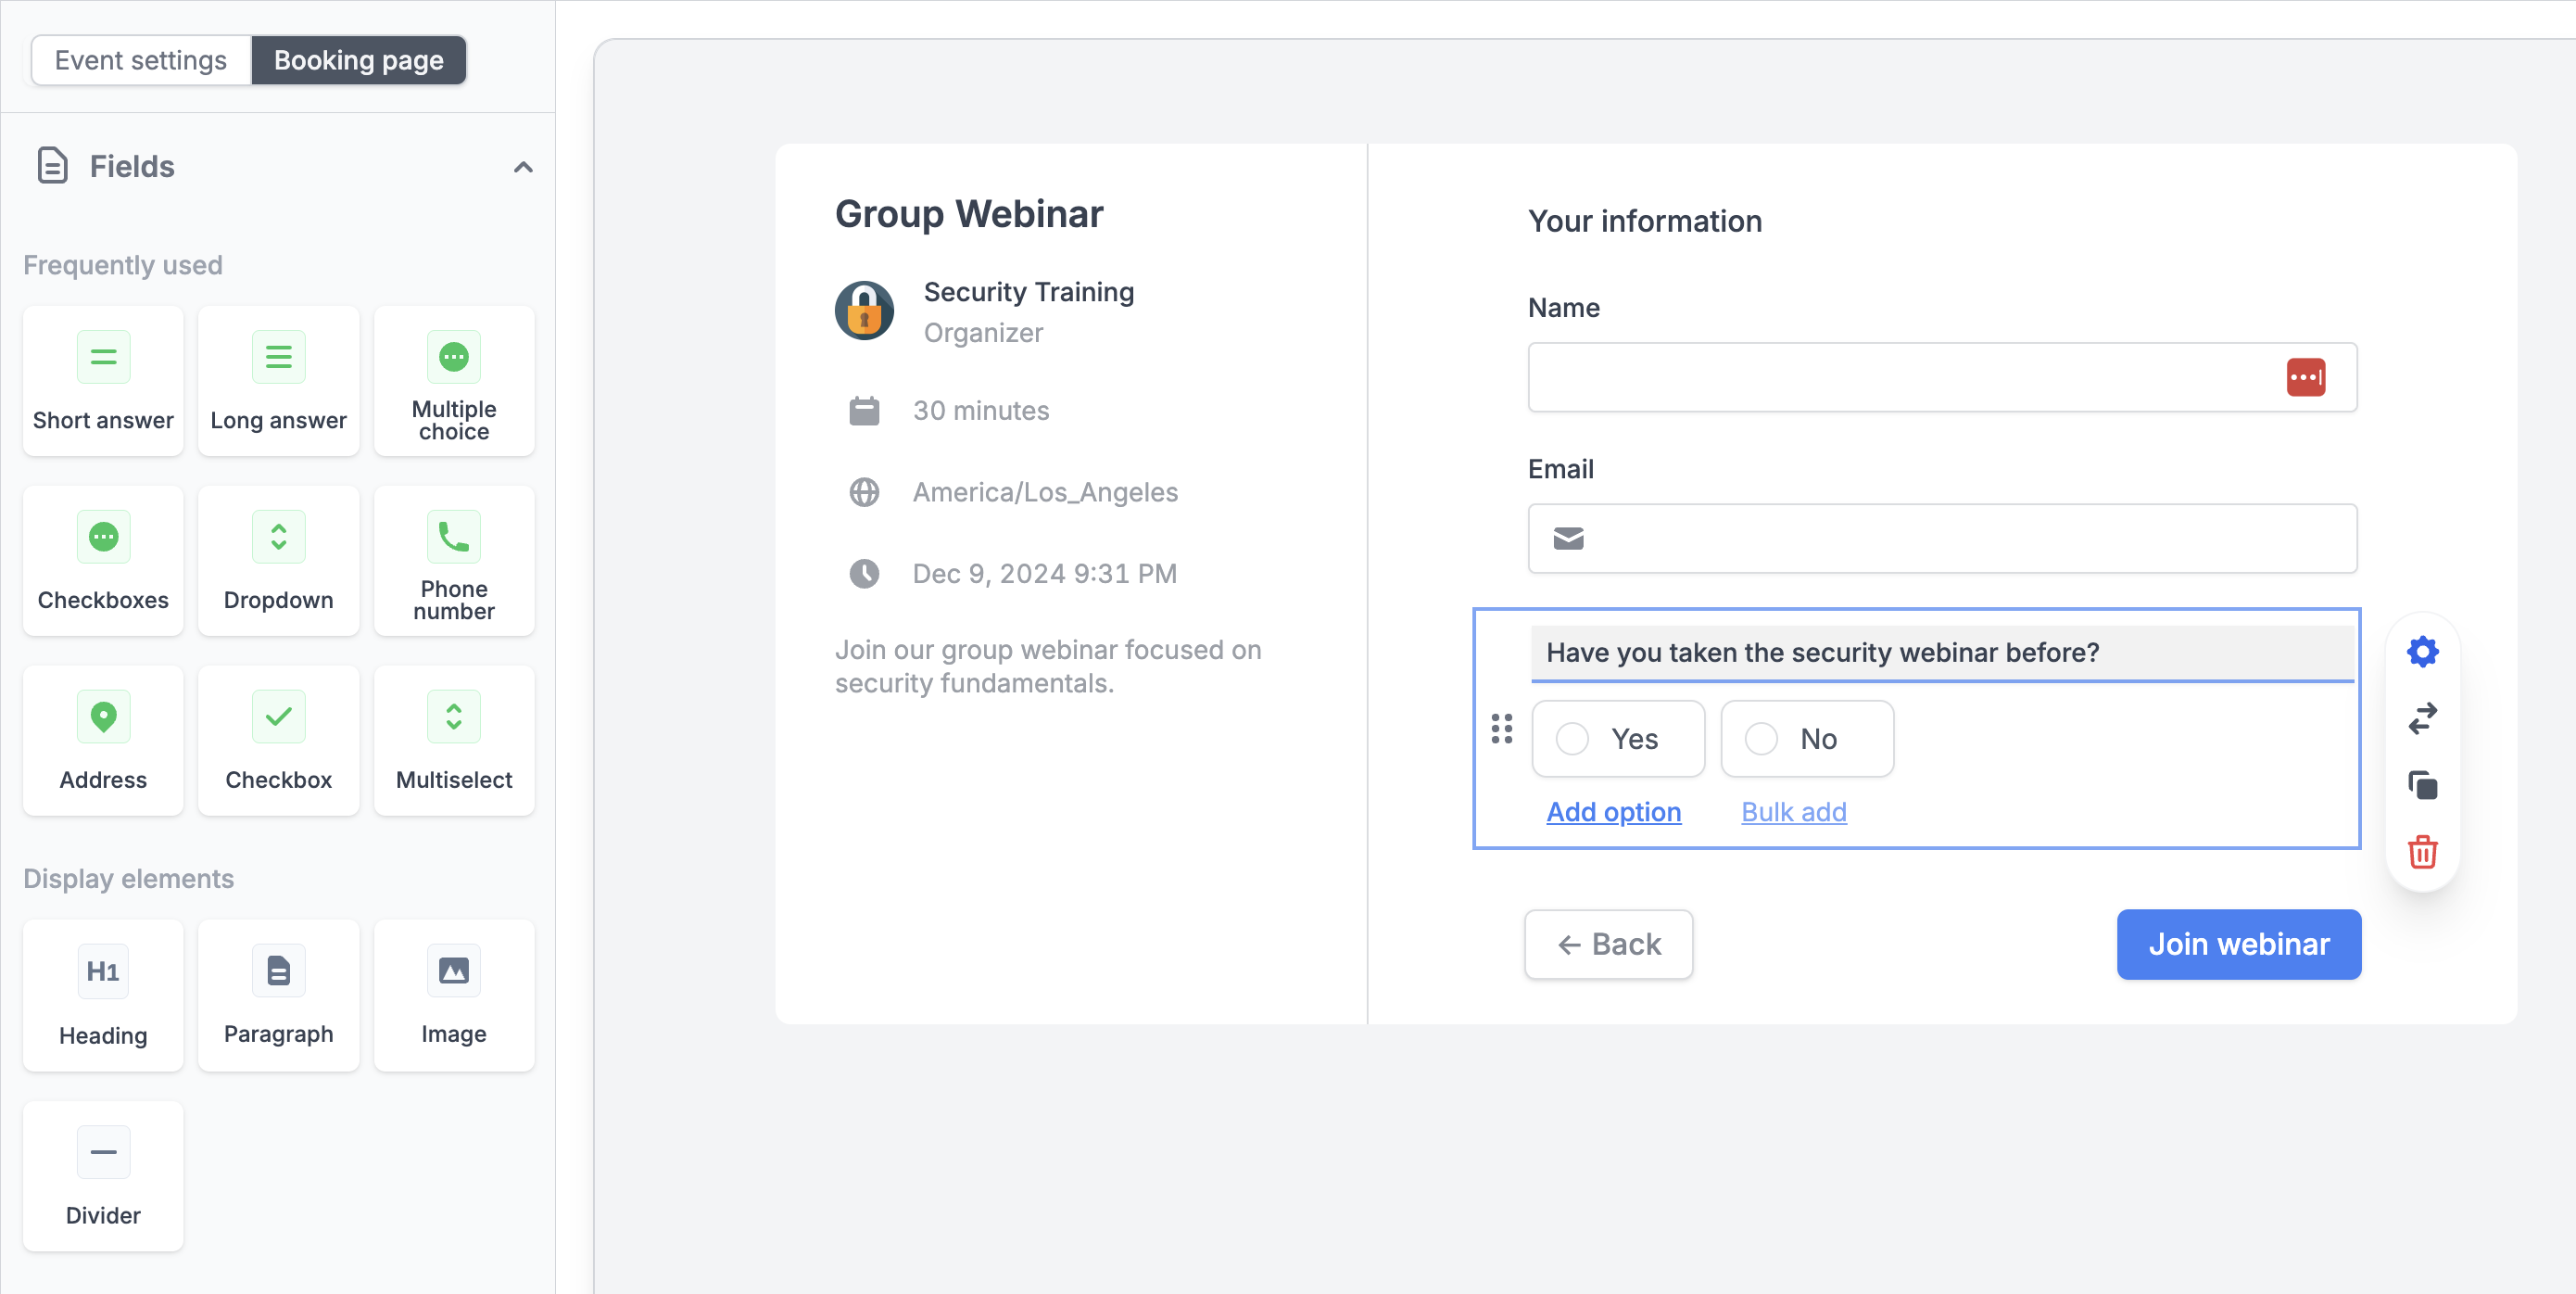 Event settings
Booking page
Fields
Frequently used
Short answer
Long answer
Multiple
choice
Checkboxes
Dropdown
Phone
number
Address
Checkbox
Multiselect
Display elements
H1
Heading
Paragraph
Image
Divider
Group Webinar
Security Training
Organizer
30 minutes
America/Los_Angeles
Dec 9, 2024 9:31 PM
Join our group webinar focused on
security fundamentals.
Your information
Name
Email
Have you taken the security webinar before?
Yes
No
Add option
Bulk add
← Back
Join webinar